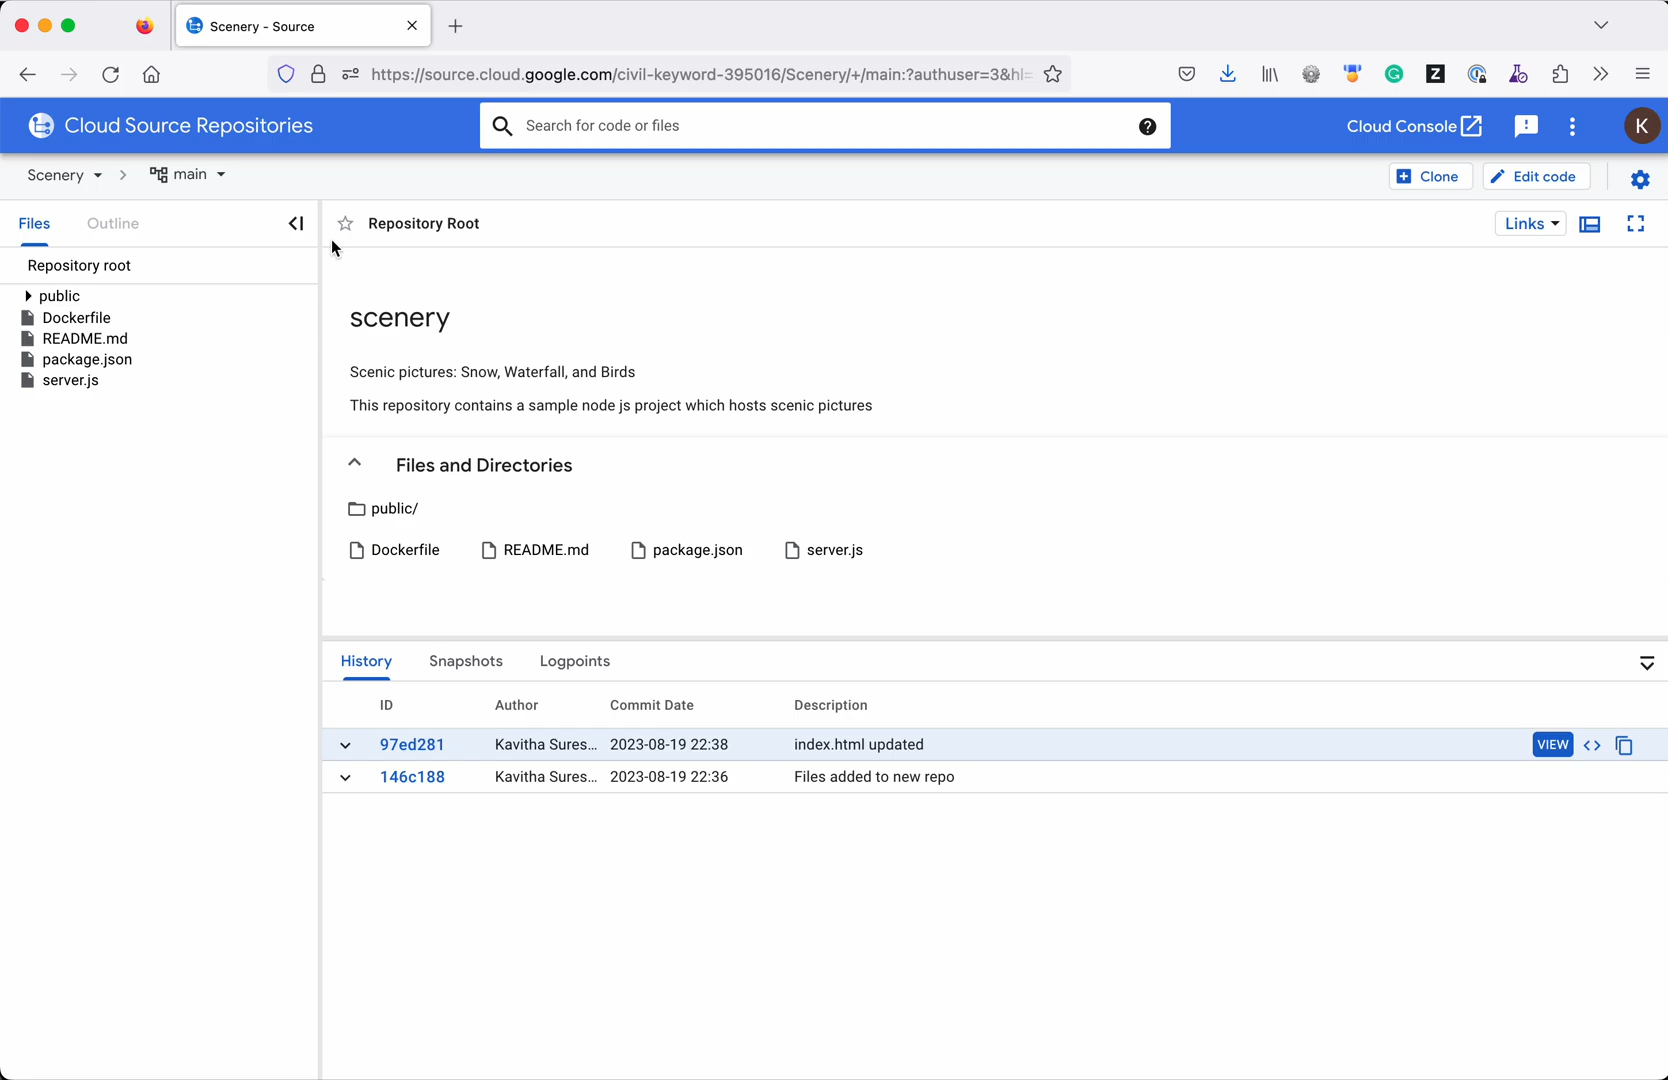 Scenery - Source
https://source.cloud.google.com/civil-keyword-395016/Scenery/+/main:?authuser=3&hl=
Cloud Source Repositories
Search for code or files
Cloud Console
K
Scenery
main
Clone
Edit code
Files
Outline
Repository Root
Links
Repository root
public
Dockerfile
README.md
package.json
server.js
scenery
Scenic pictures: Snow, Waterfall, and Birds
This repository contains a sample node js project which hosts scenic pictures
Files and Directories
public/
Dockerfile README.md package.json server.js
History Snapshots Logpoints
ID Author Commit Date Description
97ed281 Kavitha Sures... 2023-08-19 22:38 index.html updated VIEW
146c188 Kavitha Sures... 2023-08-19 22:36 Files added to new repo